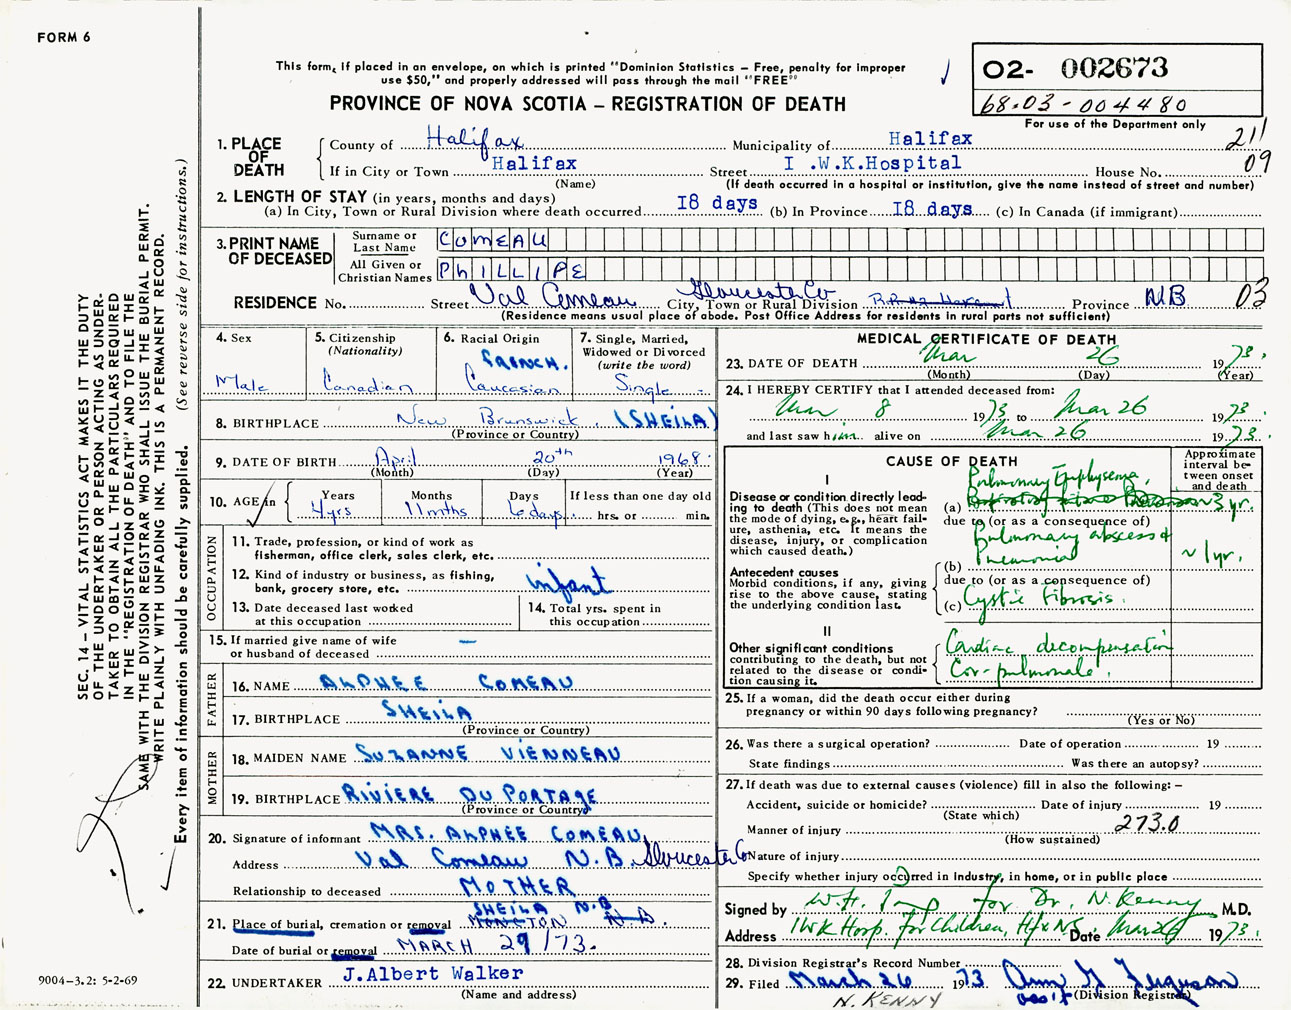 FORM 6
This form, if placed in an envelope, on which is printed "Dominion Statistics – Free, penalty for improper
use $50," and properly addressed will pass through the mail "FREE"
PROVINCE OF NOVA SCOTIA – REGISTRATION OF DEATH
02- 002673
68.03-004480
For use of the Department only
211
09
1. PLACE OF DEATH
County of Halifax Municipality of Halifax
If in City or Town Halifax Street I .W.K.Hospital House No.
(Name) (If death occurred in a hospital or institution, give the name instead of street and number)
2. LENGTH OF STAY (in years, months and days)
(a) In City, Town or Rural Division where death occurred 18 days (b) In Province 18 days (c) In Canada (if immigrant)
3. PRINT NAME OF DECEASED
Surname or Last Name COMEAU
All Given or Christian Names PhILLIPE
RESIDENCE No. Street Val Comeau City, Town or Rural Division Gloucester Co Province NB 03
(Residence means usual place of abode. Post Office Address for residents in rural parts not sufficient)
4. Sex Male
5. Citizenship (Nationality) Canadian
6. Racial Origin FRENCH. Caucasian
7. Single, Married, Widowed or Divorced (write the word) Single
8. BIRTHPLACE New Brunswick. (SHEILA)
(Province or Country)
9. DATE OF BIRTH April 20th 1968
(Month) (Day) (Year)
10. AGE in Years 4yrs Months 11 mths Days 6 days If less than one day old hrs. or min.
OCCUPATION
11. Trade, profession, or kind of work as
fisherman, office clerk, sales clerk, etc.
12. Kind of industry or business, as fishing,
bank, grocery store, etc. infant
13. Date deceased last worked
at this occupation
14. Total yrs. spent in
this occupation
15. If married give name of wife
or husband of deceased —
FATHER
16. NAME ALPHEE COMEAU
17. BIRTHPLACE SHEILA
(Province or Country)
MOTHER
18. MAIDEN NAME SUZANNE VIENNEAU
19. BIRTHPLACE RIVIERE DU PORTAGE
(Province or Country)
20. Signature of informant MRS. ALPHEE COMEAU
Address Val Comeau N.B. Gloucester Co
Relationship to deceased MOTHER
SHEILA N.B
21. Place of burial, cremation or removal MONCTON N.B.
Date of burial or removal MARCH 29/73.
22. UNDERTAKER J.Albert Walker
(Name and address)
MEDICAL CERTIFICATE OF DEATH
23. DATE OF DEATH Mar 26 1973.
(Month) (Day) (Year)
24. I HEREBY CERTIFY that I attended deceased from:
Mar 8 1973 to Mar 26 1973
and last saw him alive on Mar 26 1973.
CAUSE OF DEATH
Approximate interval between onset and death
I
Disease or condition directly leading to death (This does not mean the mode of dying, e.g., heart failure, asthenia, etc. It means the disease, injury, or complication which caused death.)
Pulmonary Emphysema,
(a) ~3 yr.
due to (or as a consequence of)
Pulmonary abscess &
(b) Pneumonia ~1yr.
Antecedent causes
Morbid conditions, if any, giving rise to the above cause, stating the underlying condition last.
due to (or as a consequence of)
(c) Cystic Fibrosis.
II
Other significant conditions contributing to the death, but not related to the disease or condition causing it.
Cardiac decompensation
Cor-pulmonale.
25. If a woman, did the death occur either during
pregnancy or within 90 days following pregnancy?
(Yes or No)
26. Was there a surgical operation? Date of operation 19
State findings Was there an autopsy?
27. If death was due to external causes (violence) fill in also the following: –
Accident, suicide or homicide? Date of injury 19
(State which)
Manner of injury 273.0
(How sustained)
Nature of injury
Specify whether injury occurred in Industry, in home, or in public place
Signed by W.H. for Dr. N. Kenny M.D.
Address IWK Hosp. For Children, Hfx NS. Date Mar 26 1973.
28. Division Registrar's Record Number
29. Filed March 26 1973 Ann G Ferguson
(Division Registrar)
N. KENNY asst
SEC. 14 – VITAL STATISTICS ACT MAKES IT THE DUTY
OF THE UNDERTAKER OR PERSON ACTING AS UNDER-
TAKER TO OBTAIN ALL THE PARTICULARS REQUIRED
IN THE "REGISTRATION OF DEATH" AND TO FILE THE
SAME WITH THE DIVISION REGISTRAR WHO SHALL ISSUE THE BURIAL PERMIT.
WRITE PLAINLY WITH UNFADING INK. THIS IS A PERMANENT RECORD.
Every item of information should be carefully supplied. (See reverse side for instructions.)
9004-3.2: 5-2-69